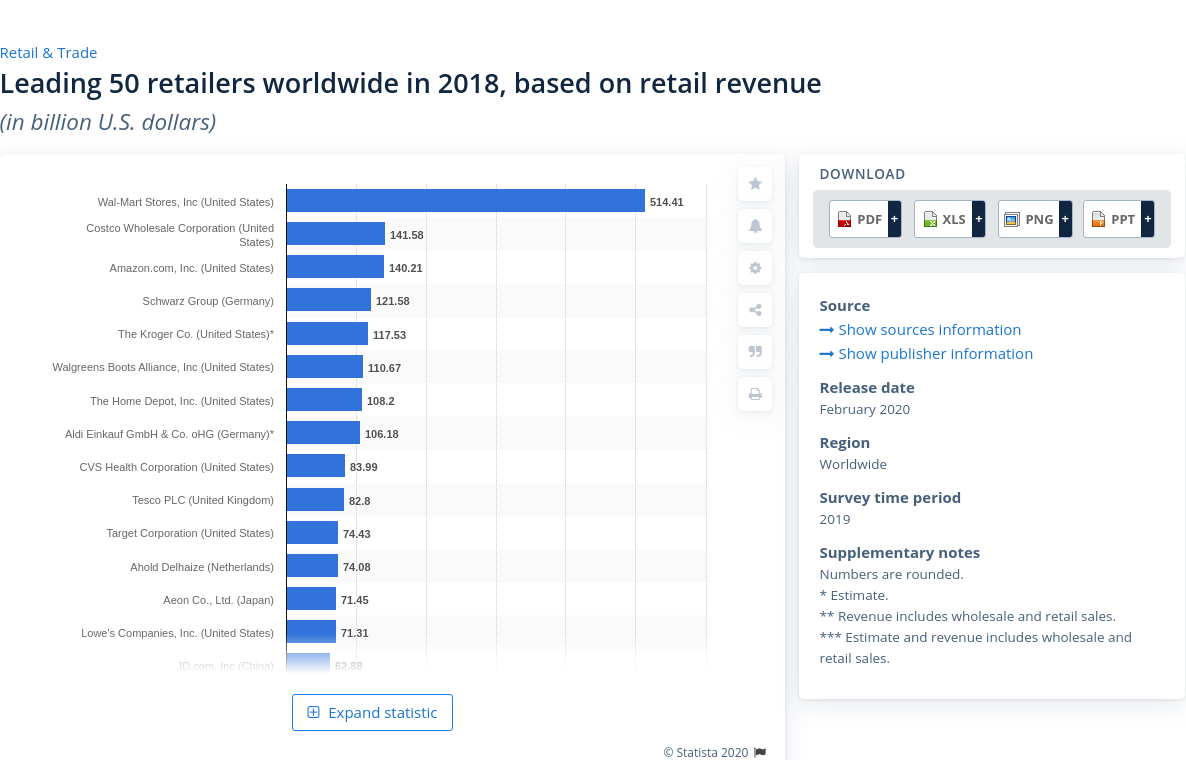 Retail & Trade
Leading 50 retailers worldwide in 2018, based on retail revenue
(in billion U.S. dollars)
Wal-Mart Stores, Inc (United States) 514.41
Costco Wholesale Corporation (United
States) 141.58
Amazon.com, Inc. (United States) 140.21
Schwarz Group (Germany) 121.58
The Kroger Co. (United States)* 117.53
Walgreens Boots Alliance, Inc (United States) 110.67
The Home Depot, Inc. (United States) 108.2
Aldi Einkauf GmbH & Co. oHG (Germany)* 106.18
CVS Health Corporation (United States) 83.99
Tesco PLC (United Kingdom) 82.8
Target Corporation (United States) 74.43
Ahold Delhaize (Netherlands) 74.08
Aeon Co., Ltd. (Japan) 71.45
Lowe's Companies, Inc. (United States) 71.31
JD.com, Inc (China) 62.88
Expand statistic
© Statista 2020
DOWNLOAD
PDF + XLS + PNG + PPT +
Source
Show sources information
Show publisher information
Release date
February 2020
Region
Worldwide
Survey time period
2019
Supplementary notes
Numbers are rounded.
* Estimate.
** Revenue includes wholesale and retail sales.
*** Estimate and revenue includes wholesale and
retail sales.